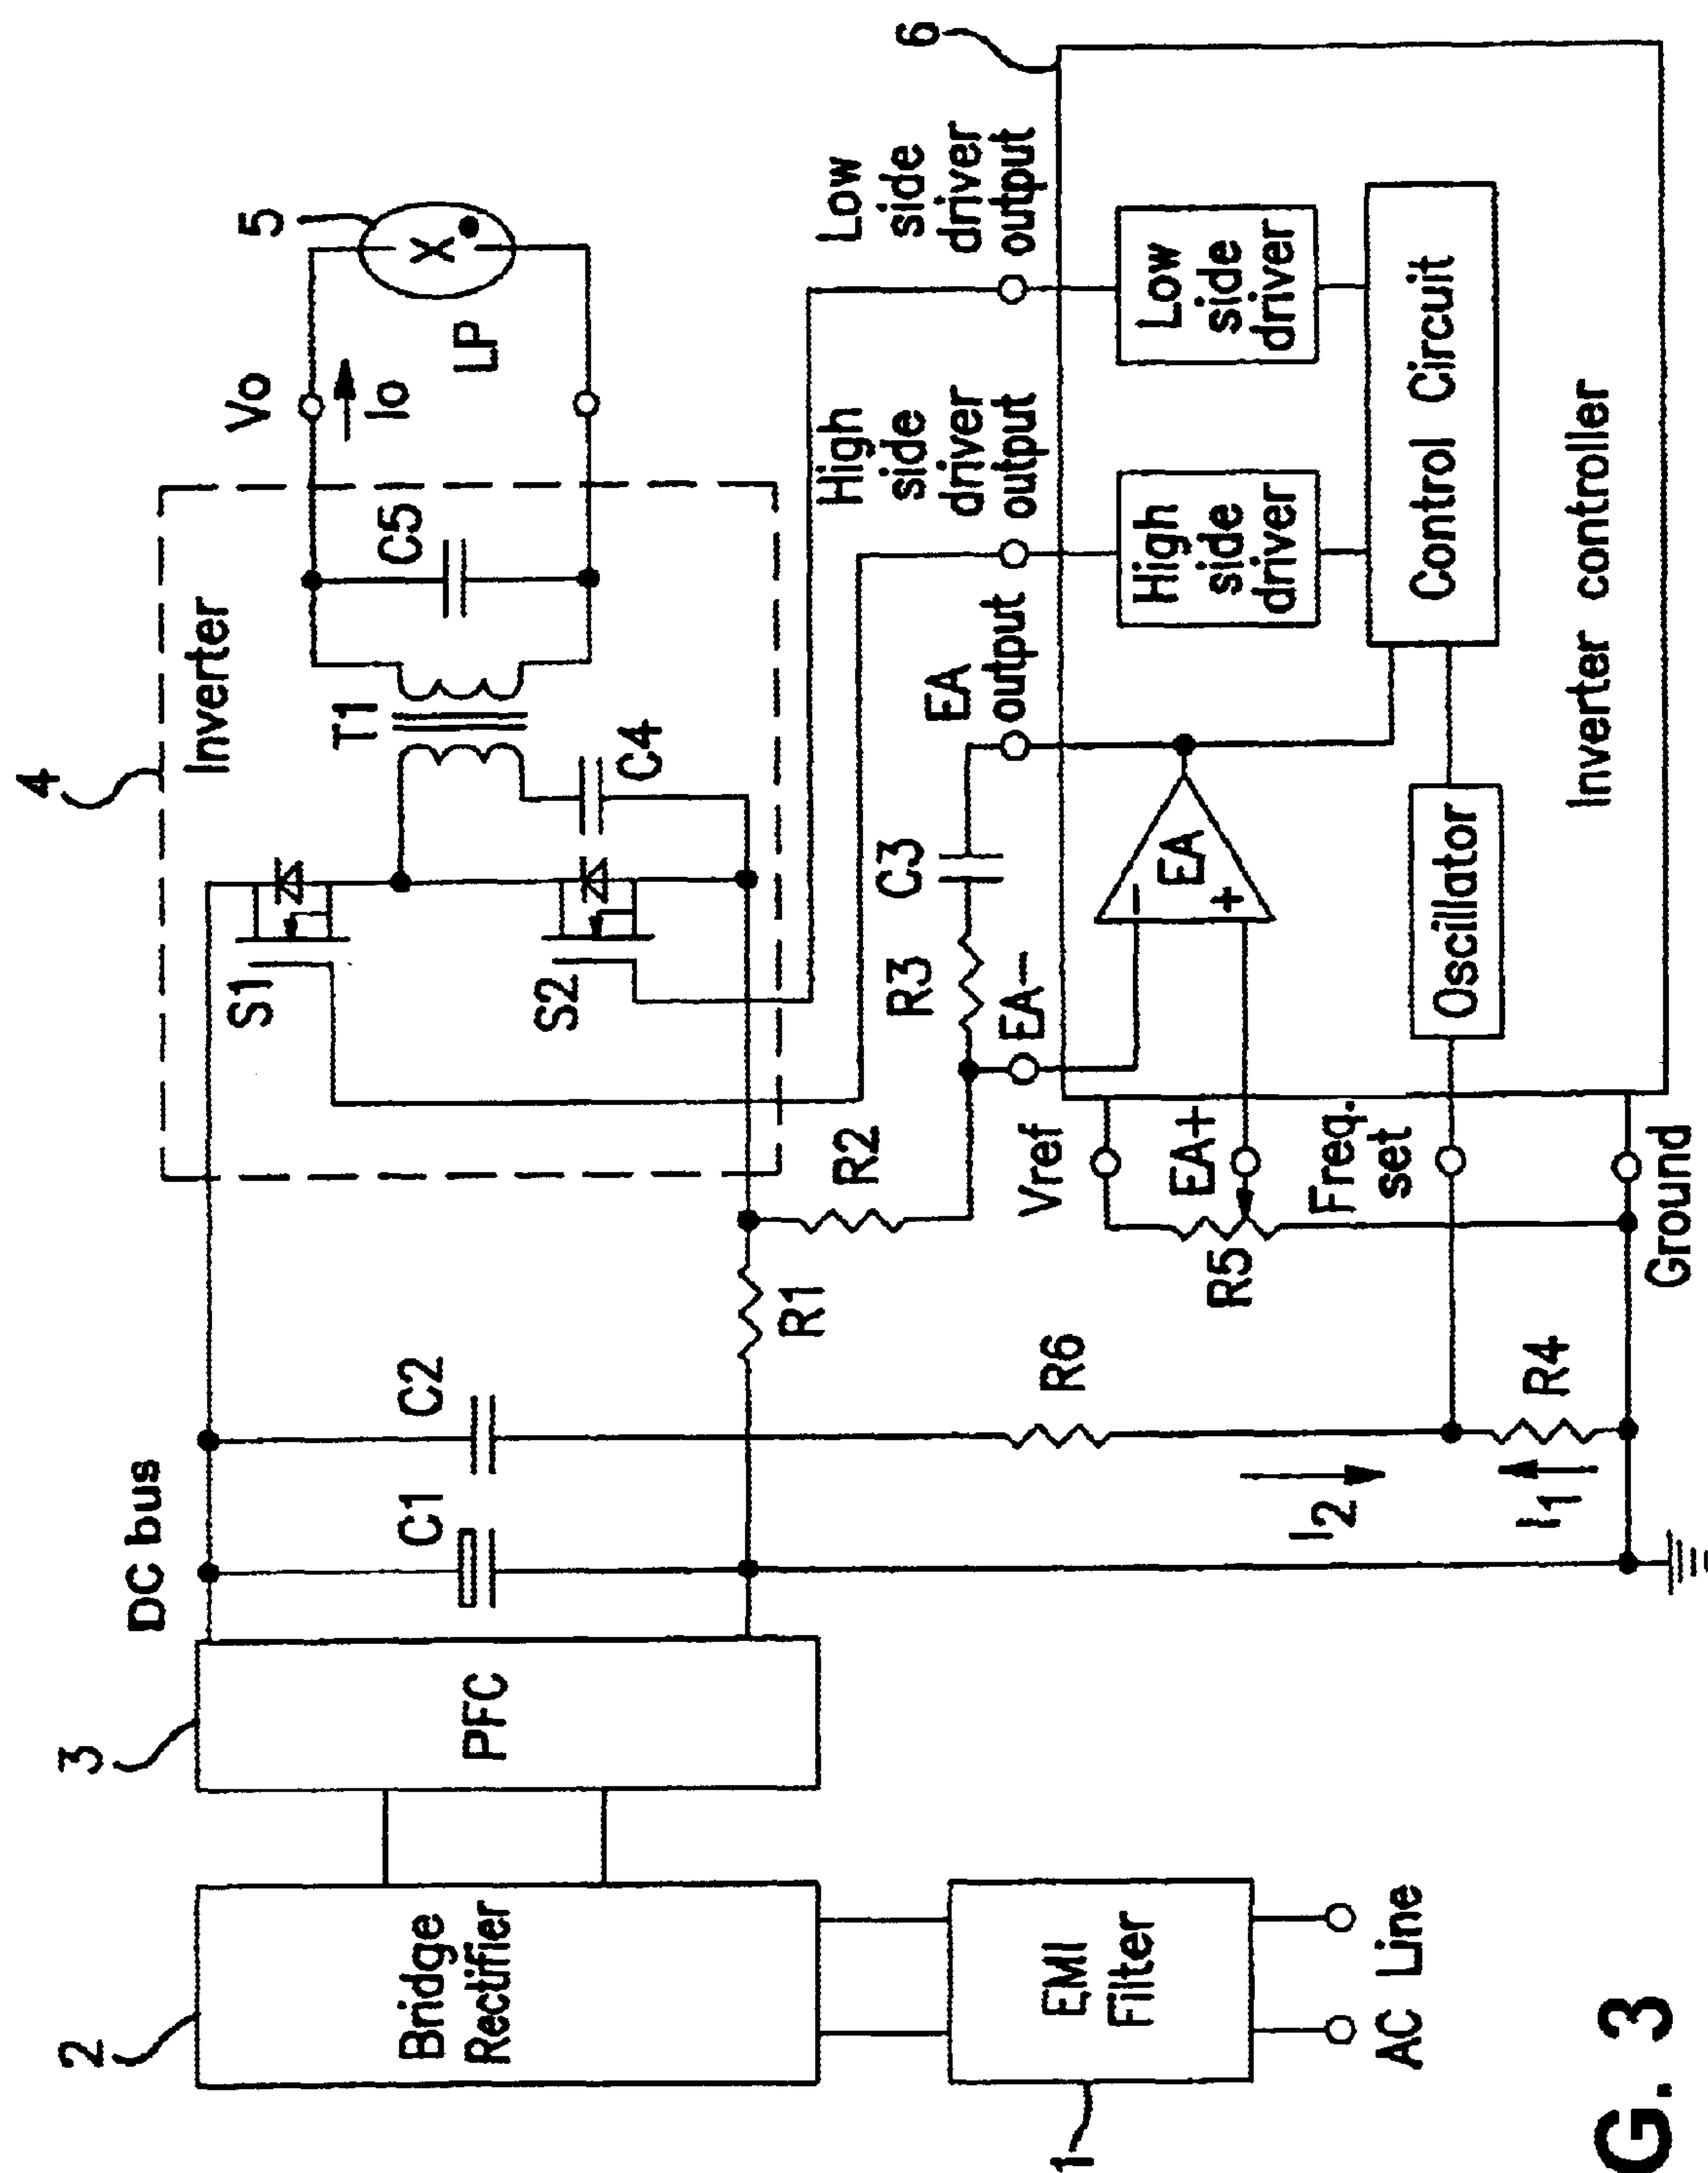 4
Inverter
DC bus
S1
S2
T1
C4
C5
Vo
Io
5
X
LP
3
PFC
2
Bridge
Rectifier
C1
C2
R1
R2
R3
C3
EA
output
High
side
driver
output
Low
side
driver
output
6
EMI
Filter
1
AC Line
R6
I2
I1
R4
R5
Vref
EA+
EA-
Freq.
set
Ground
-
EA
+
High
side
driver
Low
side
driver
Oscillator
Control Circuit
Inverter controller
G. 3